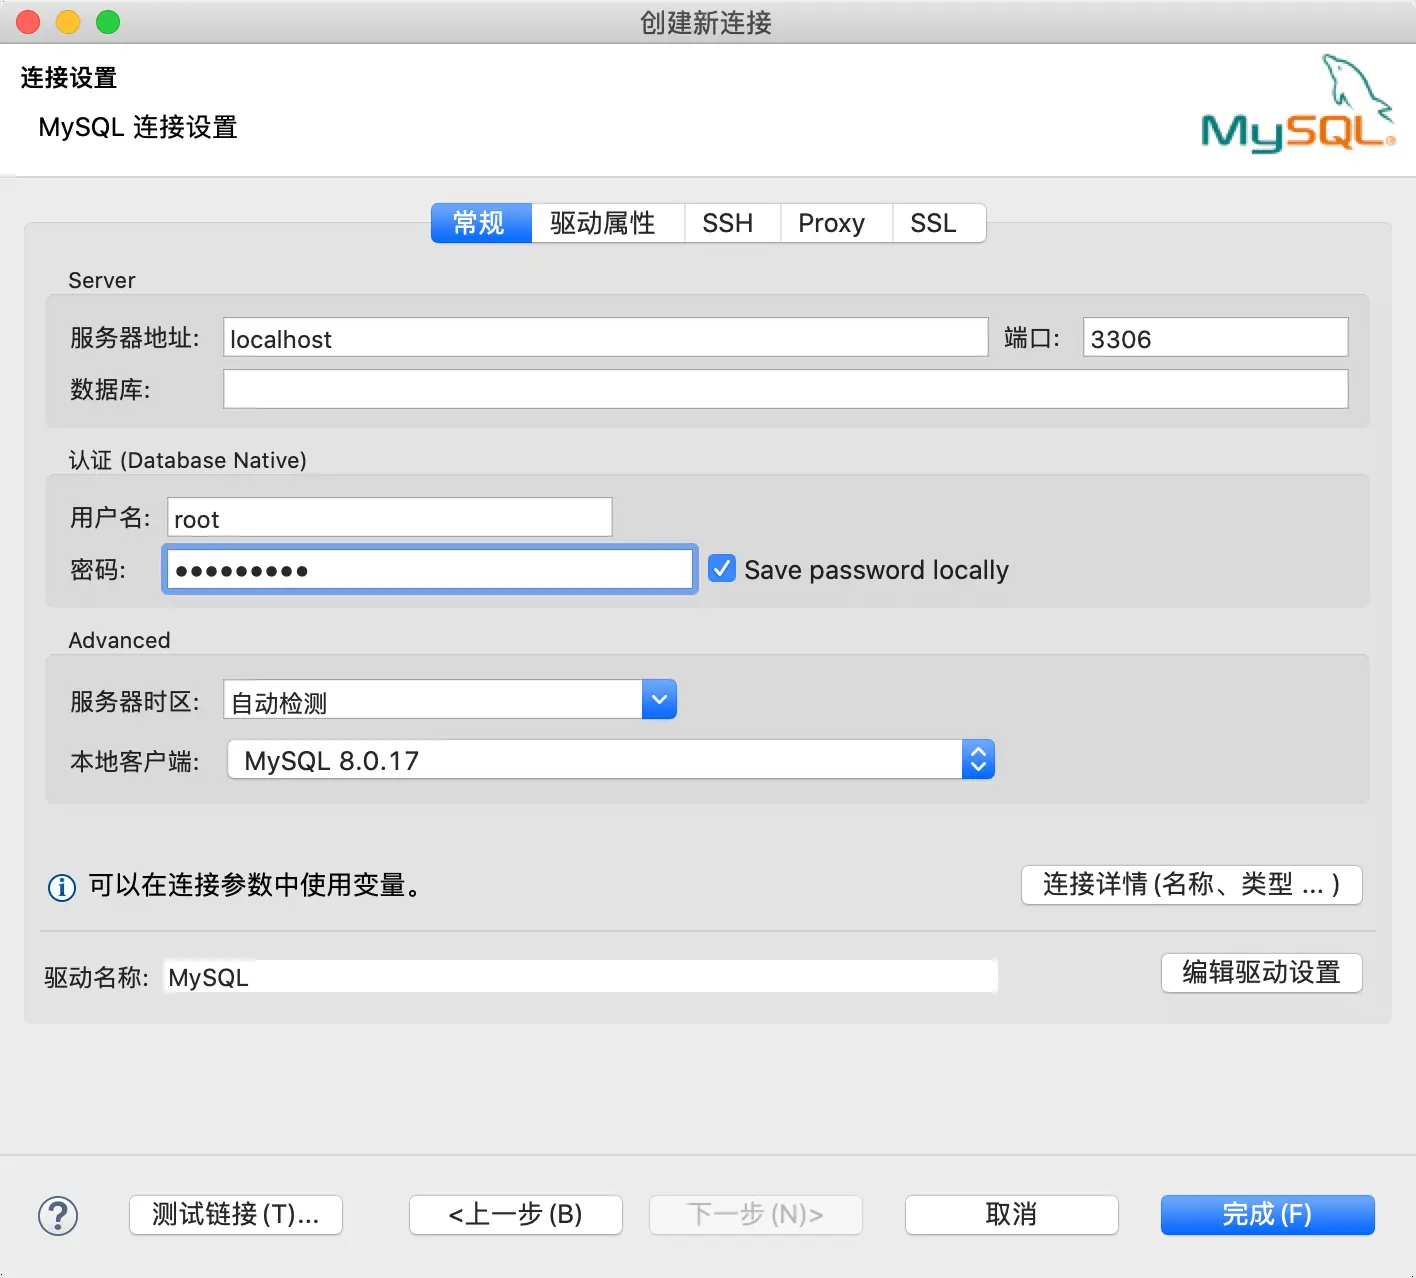 创建新连接
连接设置
MySQL 连接设置
MySQL®
常规 驱动属性 SSH Proxy SSL
Server
服务器地址: localhost 端口: 3306
数据库:
认证 (Database Native)
用户名: root
密码: ●●●●●●●●● Save password locally
Advanced
服务器时区: 自动检测
本地客户端: MySQL 8.0.17
可以在连接参数中使用变量。 连接详情(名称、类型 ... )
驱动名称: MySQL 编辑驱动设置
测试链接(T)... <上一步(B) 下一步(N)> 取消 完成(F)